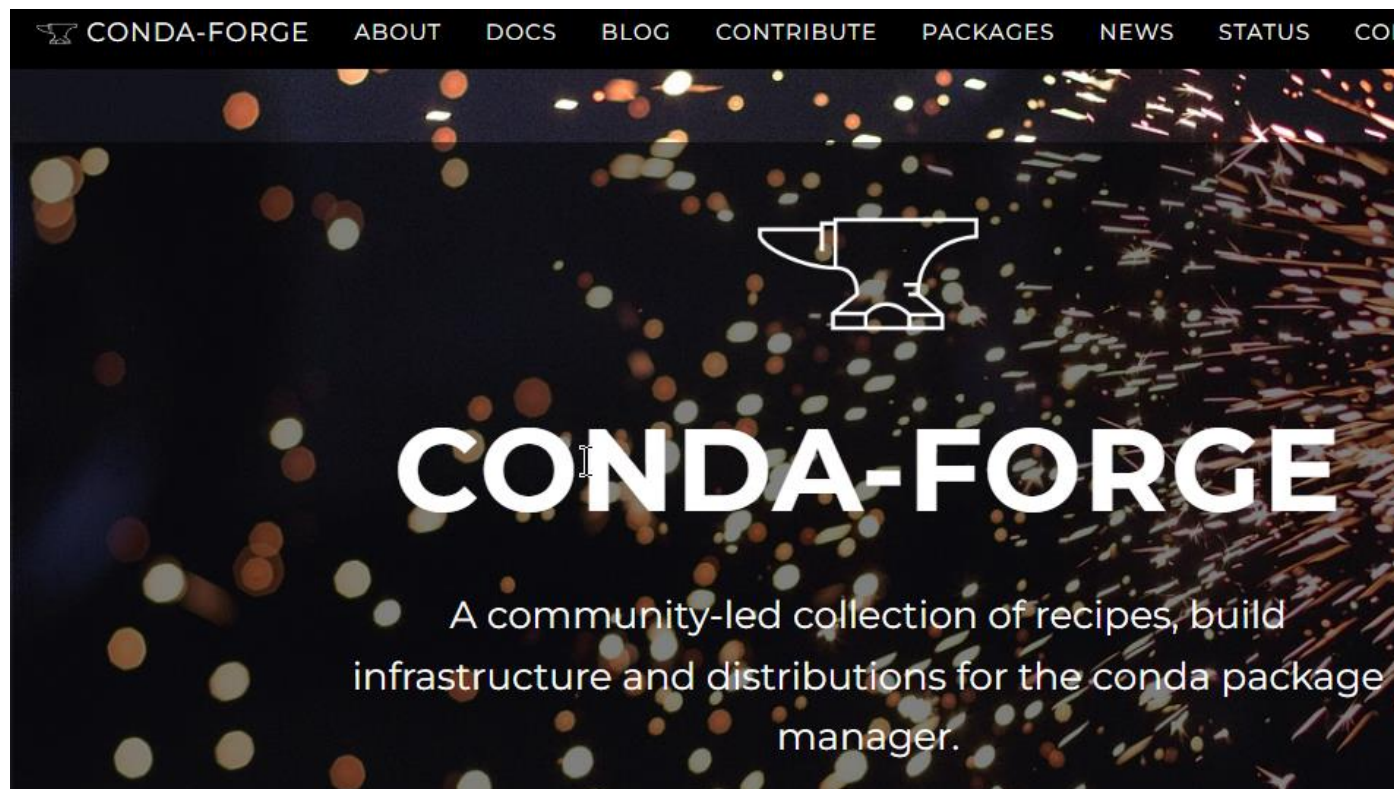 CONDA-FORGE ABOUT DOCS BLOG CONTRIBUTE PACKAGES NEWS STATUS
CONDA-FORGE
A community-led collection of recipes, build
infrastructure and distributions for the conda package
manager.